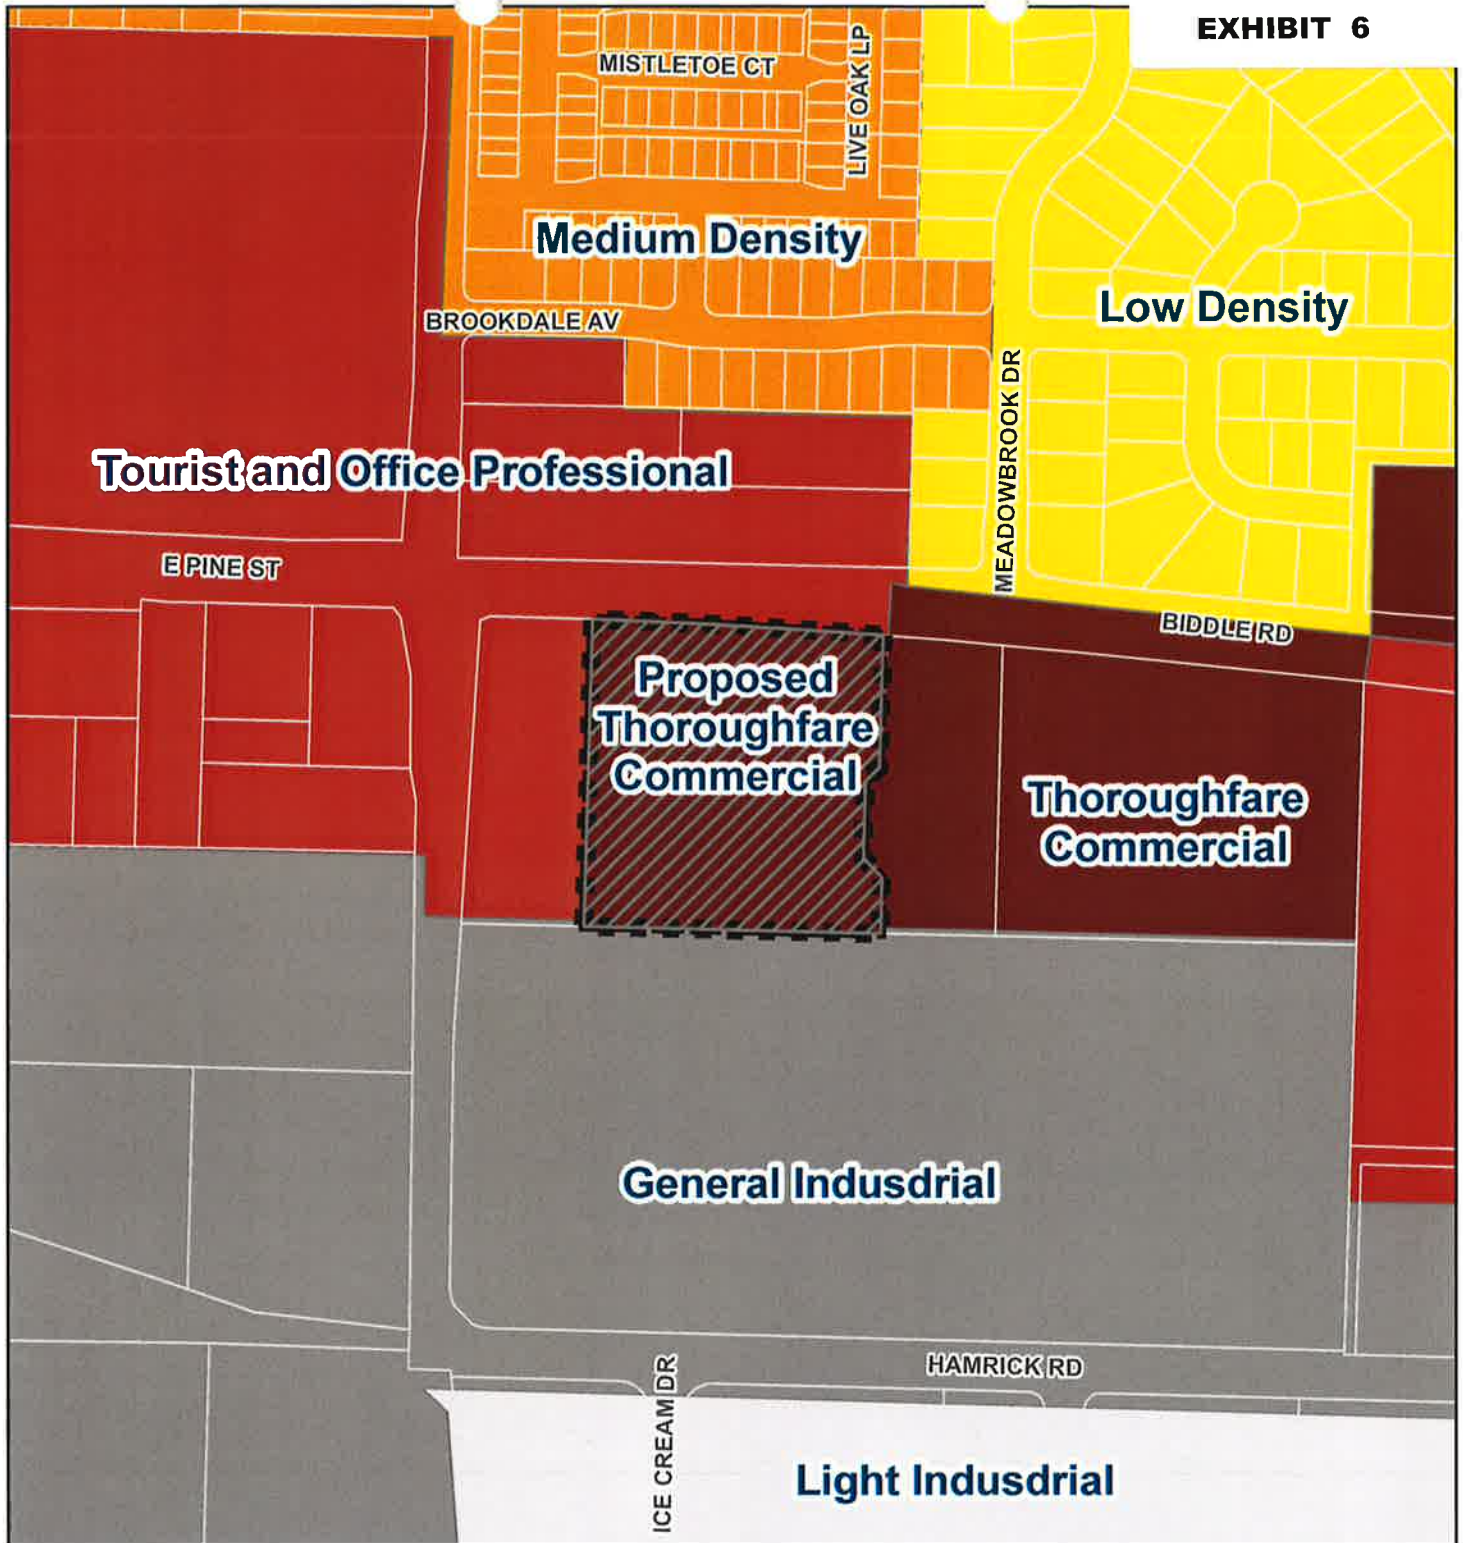 EXHIBIT 6
MISTLETOE CT
LIVE OAK LP
Medium Density
Low Density
BROOKDALE AV
MEADOWBROOK DR
Tourist and Office Professional
E PINE ST
BIDDLE RD
Proposed
Thoroughfare
Commercial
Thoroughfare
Commercial
General Indusdrial
HAMRICK RD
ICE CREAM DR
Light Indusdrial